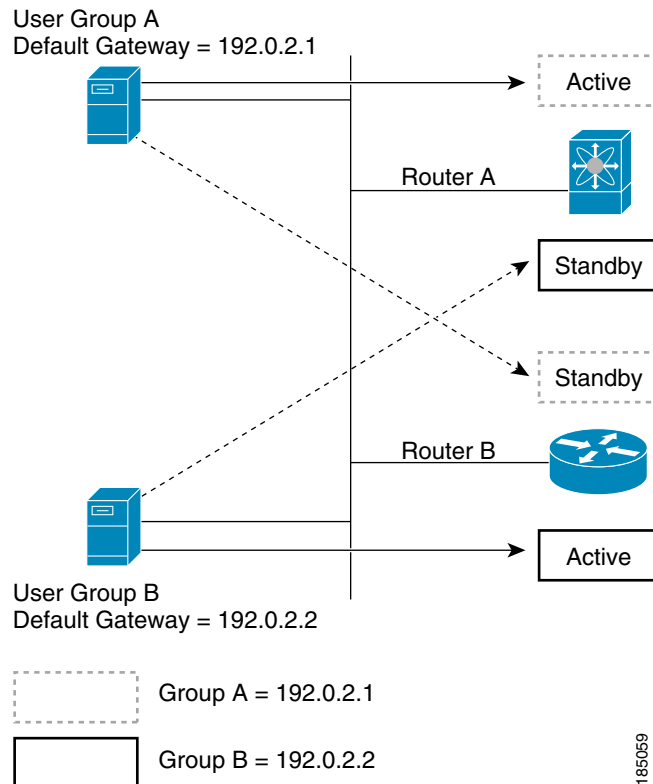 User Group A
Default Gateway = 192.0.2.1
Active
Router A
Standby
Standby
Router B
Active
User Group B
Default Gateway = 192.0.2.2
Group A = 192.0.2.1
Group B = 192.0.2.2
185059